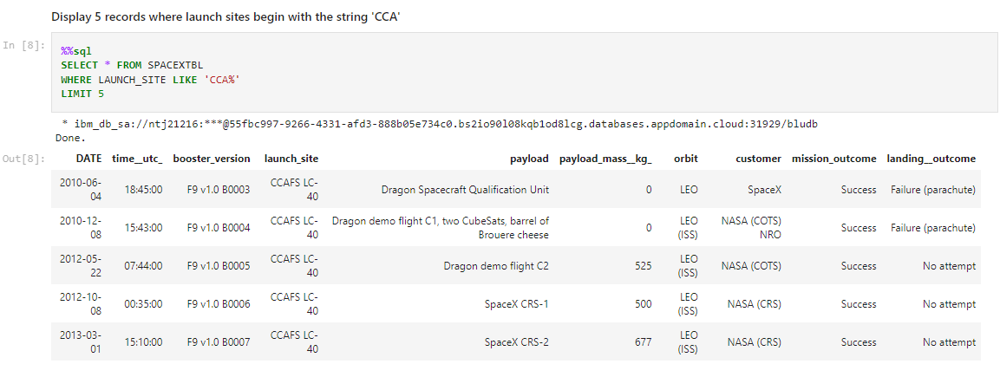 Display 5 records where launch sites begin with the string 'CCA'
In [8]:
%%sql
SELECT * FROM SPACEXTBL
WHERE LAUNCH_SITE LIKE 'CCA%'
LIMIT 5
* ibm_db_sa://ntj21216:***@55fbc997-9266-4331-afd3-888b05e734c0.bs2io90l08kqb1od8lcg.databases.appdomain.cloud:31929/bludb
Done.
Out[8]:
DATE time__utc_ booster_version launch_site payload payload_mass__kg_ orbit customer mission_outcome landing__outcome
2010-06-04 18:45:00 F9 v1.0 B0003 CCAFS LC-40 Dragon Spacecraft Qualification Unit 0 LEO SpaceX Success Failure (parachute)
2010-12-08 15:43:00 F9 v1.0 B0004 CCAFS LC-40 Dragon demo flight C1, two CubeSats, barrel of Brouere cheese 0 LEO (ISS) NASA (COTS) NRO Success Failure (parachute)
2012-05-22 07:44:00 F9 v1.0 B0005 CCAFS LC-40 Dragon demo flight C2 525 LEO (ISS) NASA (COTS) Success No attempt
2012-10-08 00:35:00 F9 v1.0 B0006 CCAFS LC-40 SpaceX CRS-1 500 LEO (ISS) NASA (CRS) Success No attempt
2013-03-01 15:10:00 F9 v1.0 B0007 CCAFS LC-40 SpaceX CRS-2 677 LEO (ISS) NASA (CRS) Success No attempt